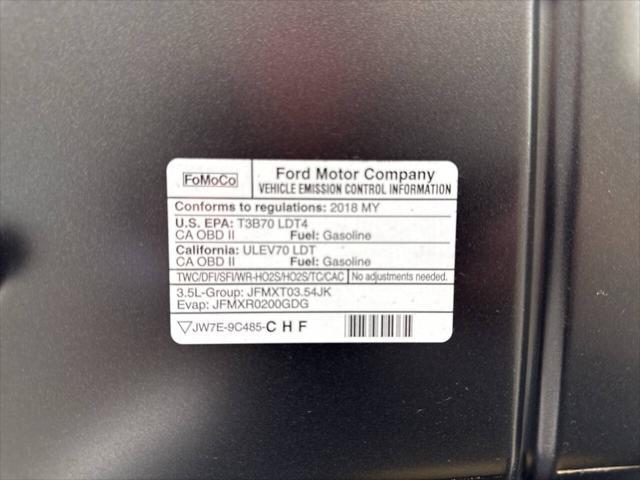 FoMoCo
Ford Motor Company
VEHICLE EMISSION CONTROL INFORMATION
Conforms to regulations: 2018 MY
U.S. EPA: T3B70 LDT4
CA OBD II Fuel: Gasoline
California: ULEV70 LDT
CA OBD II Fuel: Gasoline
TWC/DFI/SFI/WR-HO2S/HO2S/TC/CAC No adjustments needed.
3.5L-Group: JFMXT03.54JK
Evap: JFMXR0200GDG
JW7E-9C485-C H F